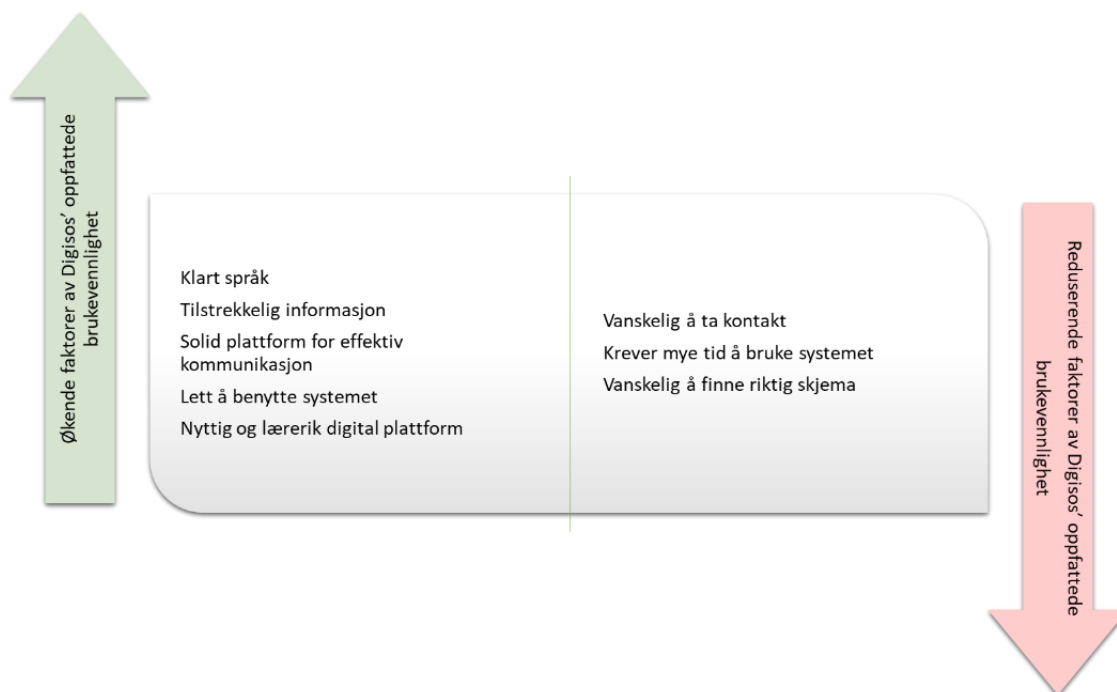 Økende faktorer av Digisos’ oppfattede
brukevennlighet
Klart språk
Tilstrekkelig informasjon
Solid plattform for effektiv
kommunikasjon
Lett å benytte systemet
Nyttig og lærerik digital plattform
Vanskelig å ta kontakt
Krever mye tid å bruke systemet
Vanskelig å finne riktig skjema
Reduserende faktorer av Digisos’ oppfattede
brukevennlighet